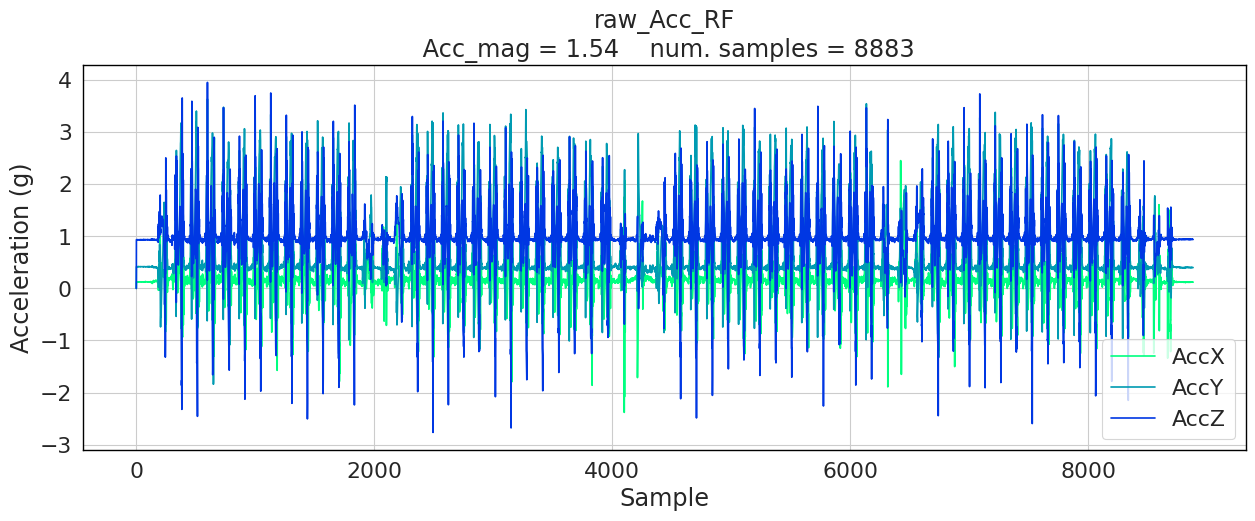 raw_Acc_RF
Acc_mag = 1.54    num. samples = 8883
Acceleration (g)
4
3
2
1
0
−1
−2
−3
0
2000
4000
6000
8000
Sample
AccX
AccY
AccZ